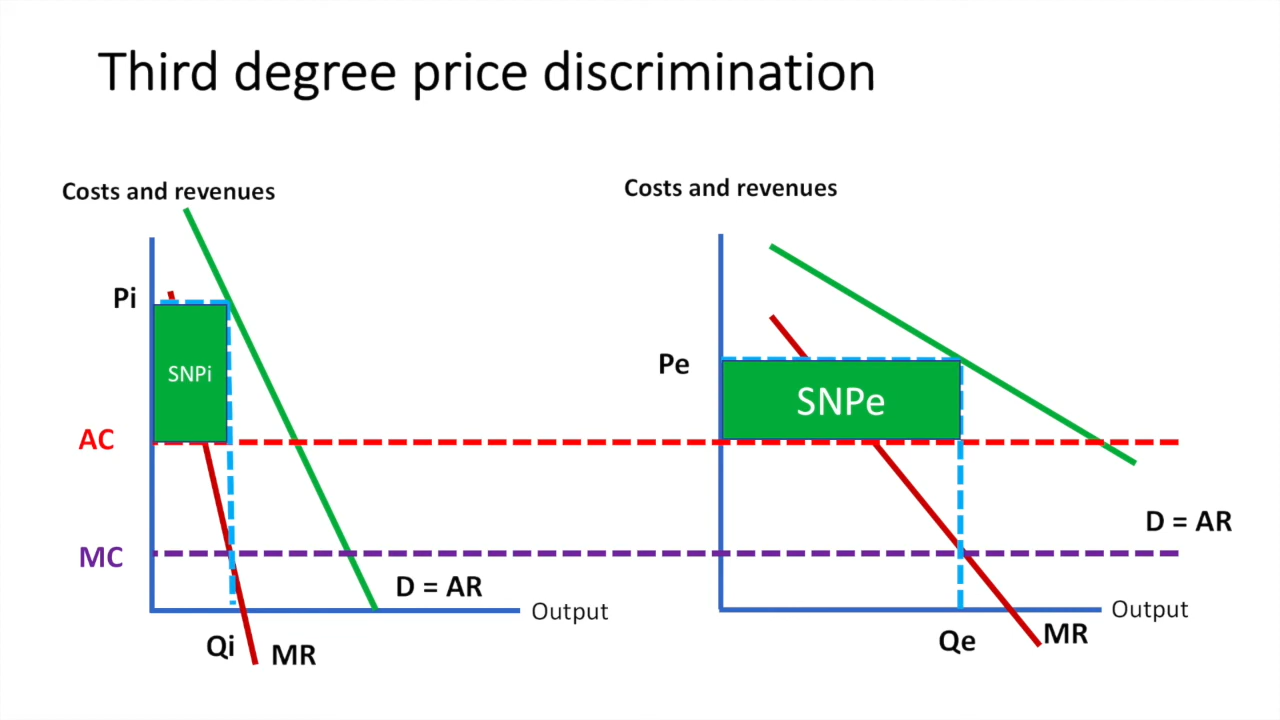 Third degree price discrimination
Costs and revenues
Pi
SNPi
AC
MC
D = AR
Output
Qi
MR
Costs and revenues
Pe
SNPe
D = AR
Output
Qe
MR